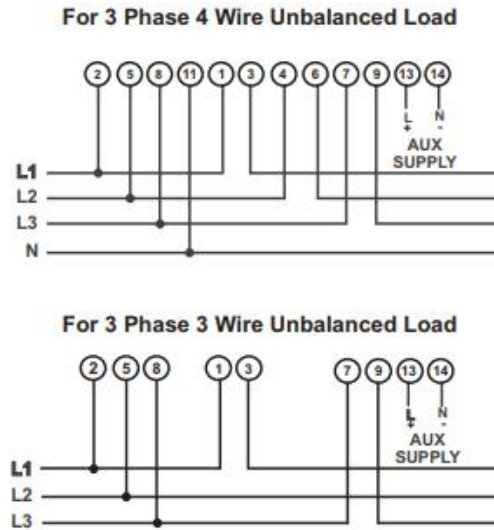 For 3 Phase 4 Wire Unbalanced Load
2 5 8 11 1 3 4 6 7 9 13 14
L N
+ -
AUX
SUPPLY
L1
L2
L3
N
For 3 Phase 3 Wire Unbalanced Load
2 5 8 1 3 7 9 13 14
L N
+ -
AUX
SUPPLY
L1
L2
L3